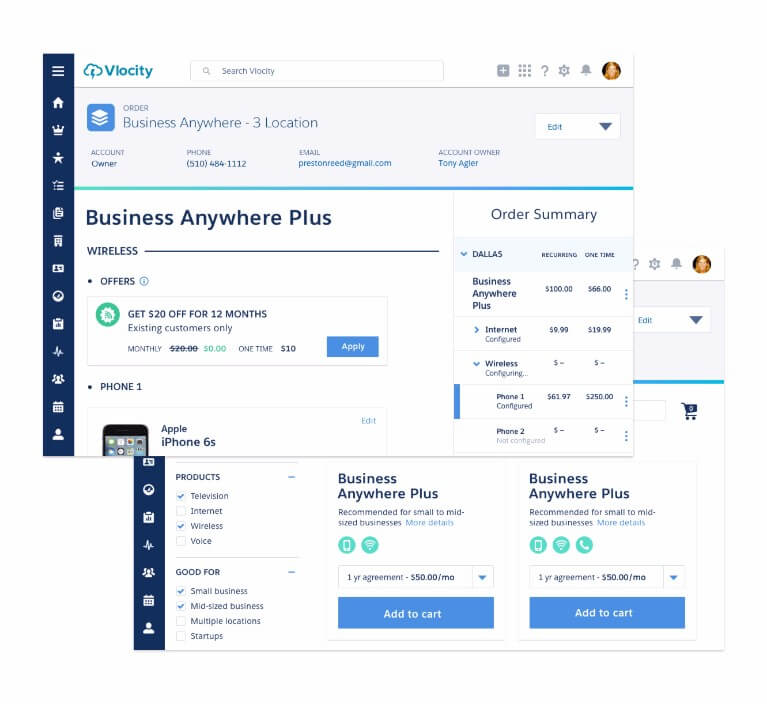 Vlocity
Search Vlocity
ORDER
Business Anywhere - 3 Location
Edit
ACCOUNT
Owner
PHONE
(510) 484-1112
EMAIL
prestonreed@gmail.com
ACCOUNT OWNER
Tony Agler
Business Anywhere Plus
WIRELESS
OFFERS
GET $20 OFF FOR 12 MONTHS
Existing customers only
MONTHLY $20.00 $0.00 ONE TIME $10
Apply
PHONE 1
Apple
iPhone 6s
Edit
Order Summary
DALLAS RECURRING ONE TIME
Business
Anywhere
Plus
$100.00 $66.00
Internet $9.99 $19.99
Configured
Wireless $ – $ –
Configuring...
Phone 1 $61.97 $250.00
Configured
Phone 2 $ – $ –
Not configured
?
Edit
0
PRODUCTS
Television
Internet
Wireless
Voice
GOOD FOR
Small business
Mid-sized business
Multiple locations
Startups
Business
Anywhere Plus
Recommended for small to mid-
sized businesses More details
1 yr agreement - $50.00/mo
Add to cart
Business
Anywhere Plus
Recommended for small to mid-
sized businesses More details
1 yr agreement - $50.00/mo
Add to cart